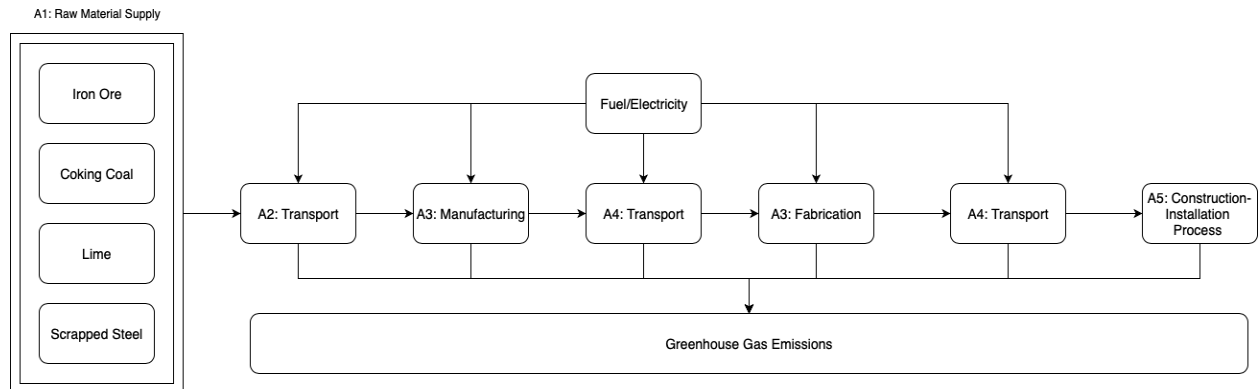 A1: Raw Material Supply
Iron Ore
Coking Coal
Lime
Scrapped Steel
Fuel/Electricity
A2: Transport
A3: Manufacturing
A4: Transport
A3: Fabrication
A4: Transport
A5: Construction-
Installation
Process
Greenhouse Gas Emissions